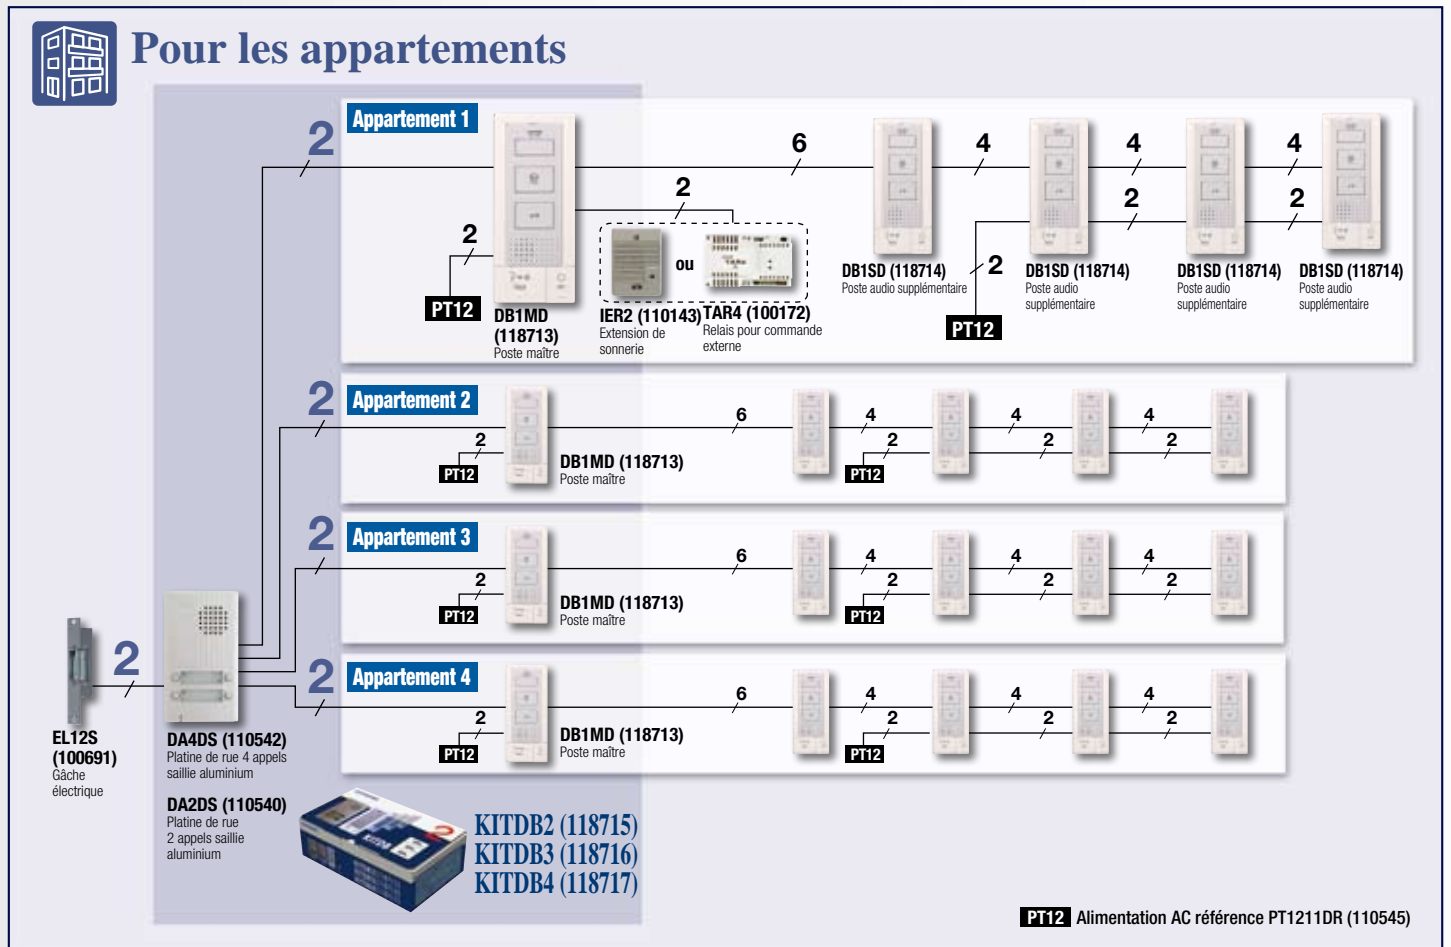 Pour les appartements
Appartement 1
2
6
4
4
4
2
2
2
2
2
PT12
DB1MD
(118713)
Poste maître
ou
IER2 (110143)
Extension de
sonnerie
TAR4 (100172)
Relais pour commande
externe
DB1SD (118714)
Poste audio supplémentaire
PT12
DB1SD (118714)
Poste audio
supplémentaire
DB1SD (118714)
Poste audio
supplémentaire
DB1SD (118714)
Poste audio
supplémentaire
Appartement 2
2
6
4
4
4
2
2
2
2
PT12
DB1MD (118713)
Poste maître
PT12
Appartement 3
2
6
4
4
4
2
2
2
2
PT12
DB1MD (118713)
Poste maître
PT12
Appartement 4
2
6
4
4
4
2
2
2
2
PT12
DB1MD (118713)
Poste maître
PT12
2
EL12S
(100691)
Gâche
électrique
DA4DS (110542)
Platine de rue 4 appels
saillie aluminium
DA2DS (110540)
Platine de rue
2 appels saillie
aluminium
KITDB2 (118715)
KITDB3 (118716)
KITDB4 (118717)
PT12 Alimentation AC référence PT1211DR (110545)